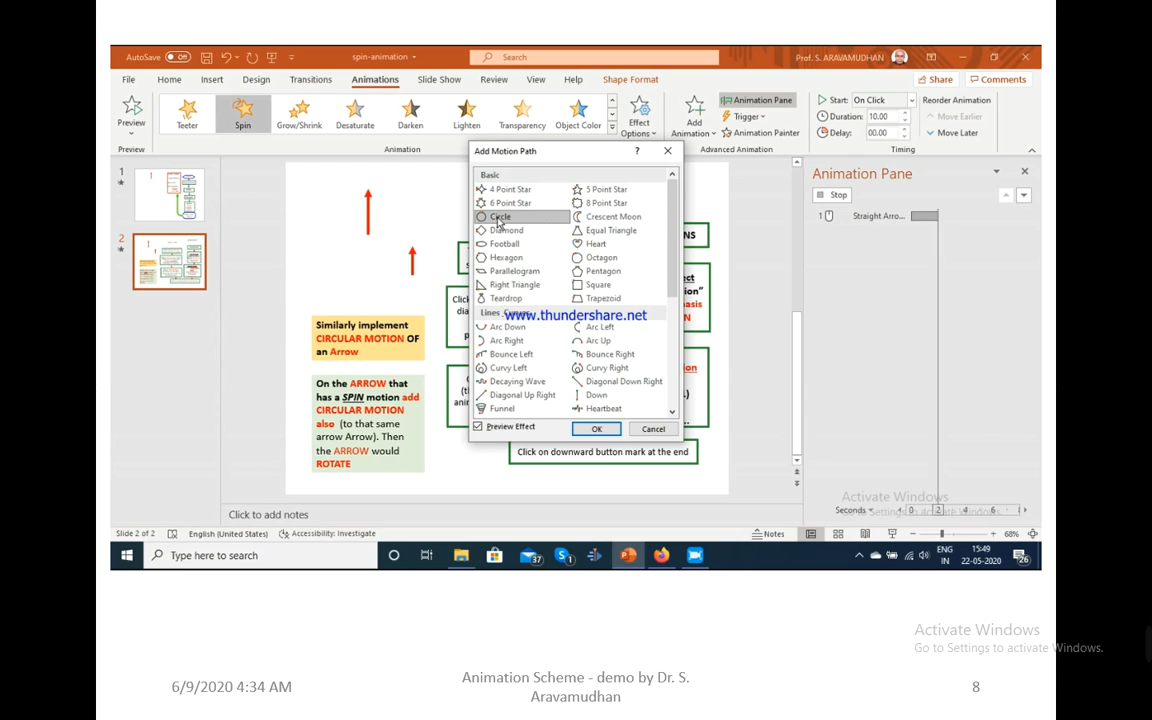 AutoSave Off spin-animation Search Prof. S. ARAVAMUDHAN
File Home Insert Design Transitions Animations Slide Show Review View Help Shape Format Share Comments
Preview Teeter Spin Grow/Shrink Desaturate Darken Lighten Transparency Object Color
Effect Options
Add Animation
Animation Pane
Trigger
Animation Painter
Start: On Click
Duration: 10.00
Delay: 00.00
Reorder Animation
Move Earlier
Move Later
Preview Animation Advanced Animation Timing
1
2
Similarly implement
CIRCULAR MOTION OF
an Arrow
On the ARROW that
has a SPIN motion add
CIRCULAR MOTION
also (to that same
arrow Arrow). Then
the ARROW would
ROTATE
Add Motion Path ?
Basic
4 Point Star 5 Point Star
6 Point Star 8 Point Star
Circle Crescent Moon
Diamond Equal Triangle
Football Heart
Hexagon Octagon
Parallelogram Pentagon
Right Triangle Square
Teardrop Trapezoid
www.thundershare.net
Arc Down Arc Left
Arc Right Arc Up
Bounce Left Bounce Right
Curvy Left Curvy Right
Decaying Wave Diagonal Down Right
Diagonal Up Right Down
Funnel Heartbeat
Preview Effect OK Cancel
Click on downward button mark at the end
Animation Pane
Stop
1 Straight Arro...
Activate Windows
Seconds 0 2 4 6
Click to add notes
Slide 2 of 2 English (United States) Accessibility: Investigate Notes 68%
Type here to search 37 1 ENG IN 15:49 22-05-2020 26
Activate Windows
Go to Settings to activate Windows.
6/9/2020 4:34 AM
Animation Scheme - demo by Dr. S.
Aravamudhan
8